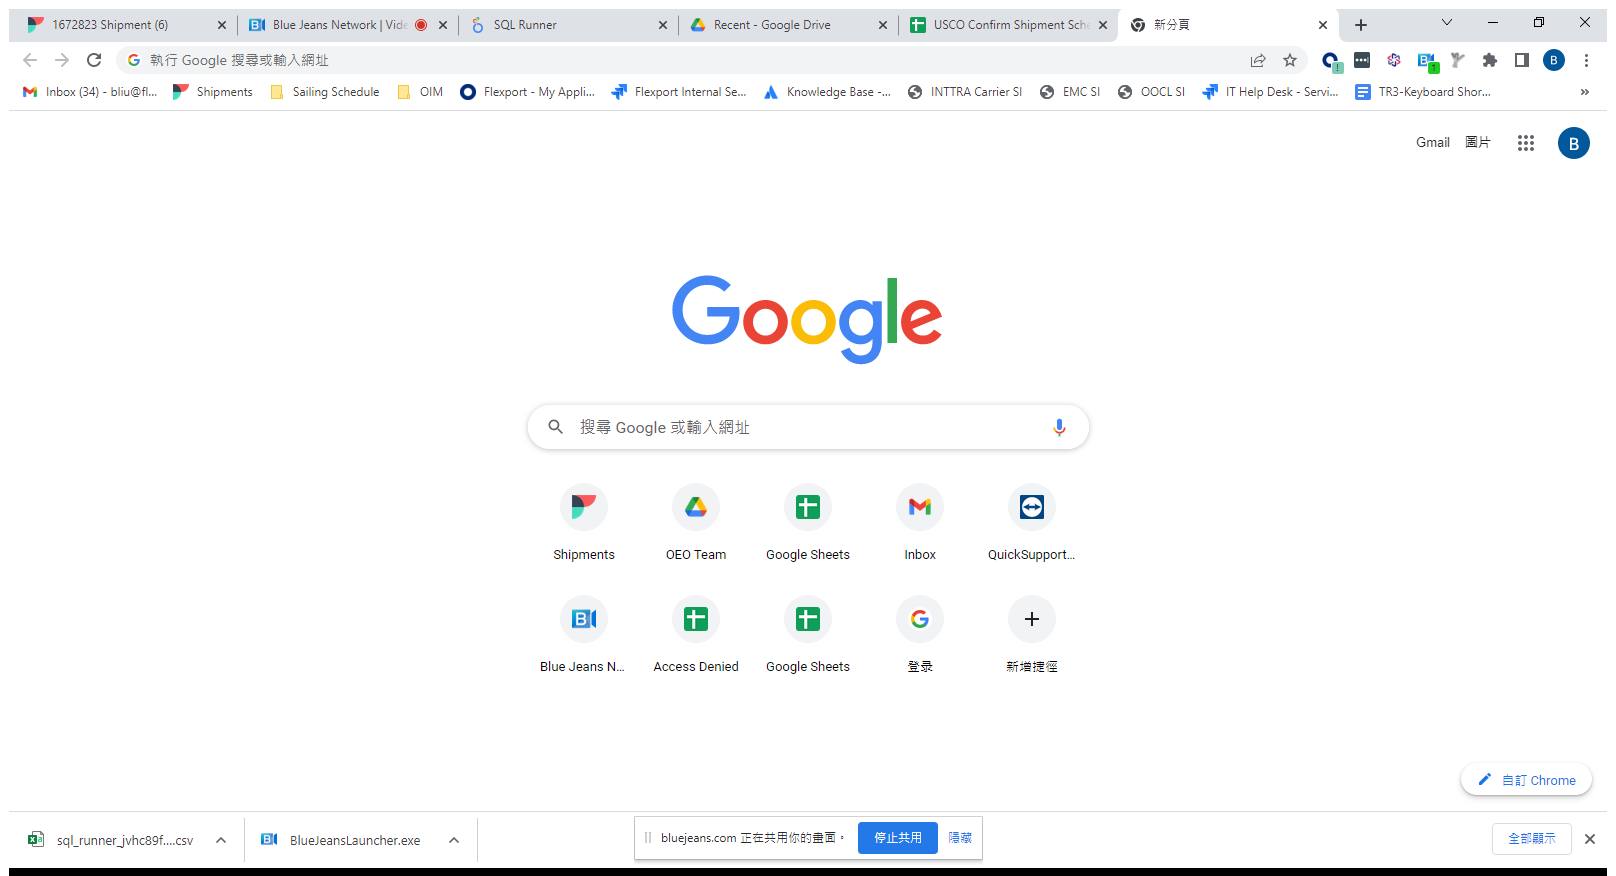 1672823 Shipment (6)
Blue Jeans Network | Vide
SQL Runner
Recent - Google Drive
USCO Confirm Shipment Sche
新分頁
執行 Google 搜尋或輸入網址
B
Inbox (34) - bliu@fl...
Shipments
Sailing Schedule
OIM
Flexport - My Appli...
Flexport Internal Se...
Knowledge Base -...
INTTRA Carrier SI
EMC SI
OOCL SI
IT Help Desk - Servi...
TR3-Keyboard Shor...
»
Gmail
圖片
B
Google
搜尋 Google 或輸入網址
Shipments
OEO Team
Google Sheets
Inbox
QuickSupport...
Blue Jeans N...
Access Denied
Google Sheets
登录
新增捷徑
自訂 Chrome
sql_runner_jvhc89f....csv
BlueJeansLauncher.exe
bluejeans.com 正在共用你的畫面。
停止共用
隱藏
全部顯示